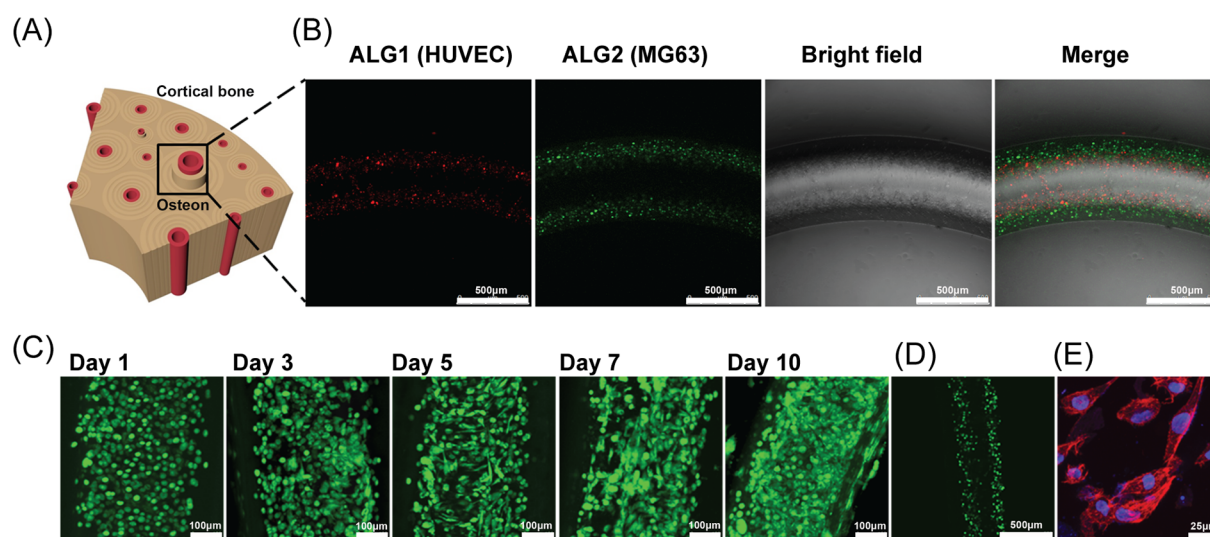 (A)
(B)
ALG1 (HUVEC)
ALG2 (MG63)
Bright field
Merge
Cortical bone
Osteon
500μm
500μm
500μm
500μm
(C)
Day 1
Day 3
Day 5
Day 7
Day 10
(D)
(E)
100μm
100μm
100μm
100μm
100μm
500μm
25μm